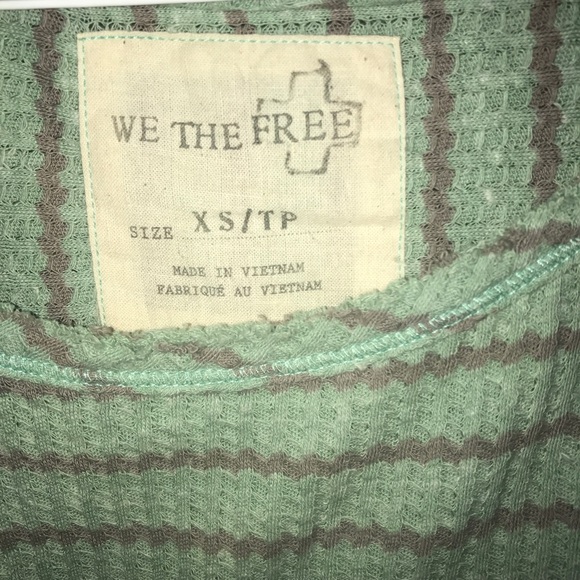 WE THE FREE
SIZE XS/TP
MADE IN VIETNAM
FABRIQUÉ AU VIETNAM